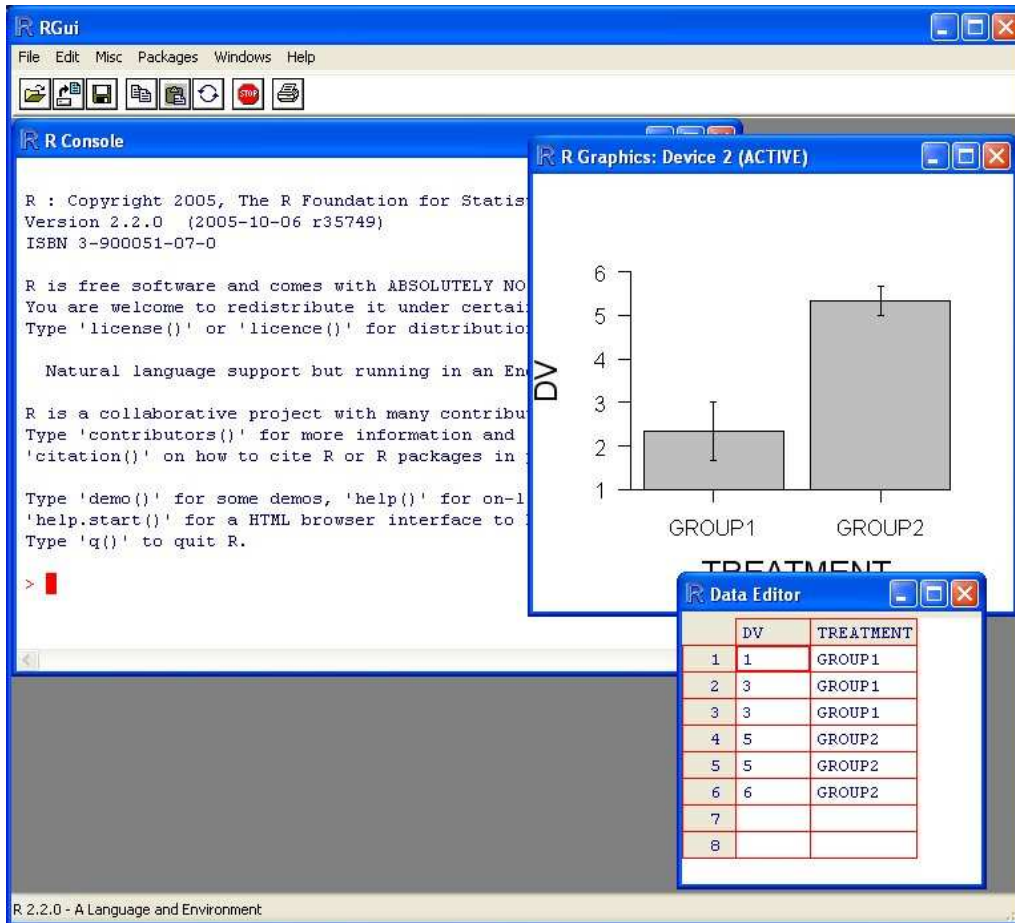 RGui
File Edit Misc Packages Windows Help
STOP
R Console
R : Copyright 2005, The R Foundation for
Version 2.2.0 (2005-10-06 r35749)
ISBN 3-900051-07-0
R is free software and comes with ABSOLUTELY NO
You are welcome to redistribute it under
Type 'license()' or 'licence()' for
Natural language support but running in an
R is a collaborative project with many
Type 'contributors()' for more information and
'citation()' on how to cite R or R packages in
Type 'demo()' for some demos, 'help()' for
'help.start()' for a HTML browser interface to
Type 'q()' to quit R.
>
R Graphics: Device 2 (ACTIVE)
6
5
4
3
2
1
DV
GROUP1 GROUP2
TREATMENT
Data Editor
DV TREATMENT
1 1 GROUP1
2 3 GROUP1
3 3 GROUP1
4 5 GROUP2
5 5 GROUP2
6 6 GROUP2
7
8
R 2.2.0 - A Language and Environment